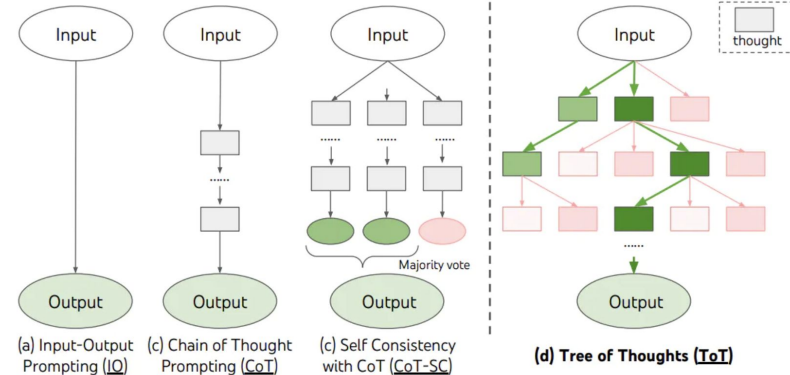 Input
Input
Input
Input
thought
......
......
......
......
Majority vote
Output
Output
Output
Output
(a) Input-Output
Prompting (IO)
(c) Chain of Thought
Prompting (CoT)
(c) Self Consistency
with CoT (CoT-SC)
(d) Tree of Thoughts (ToT)